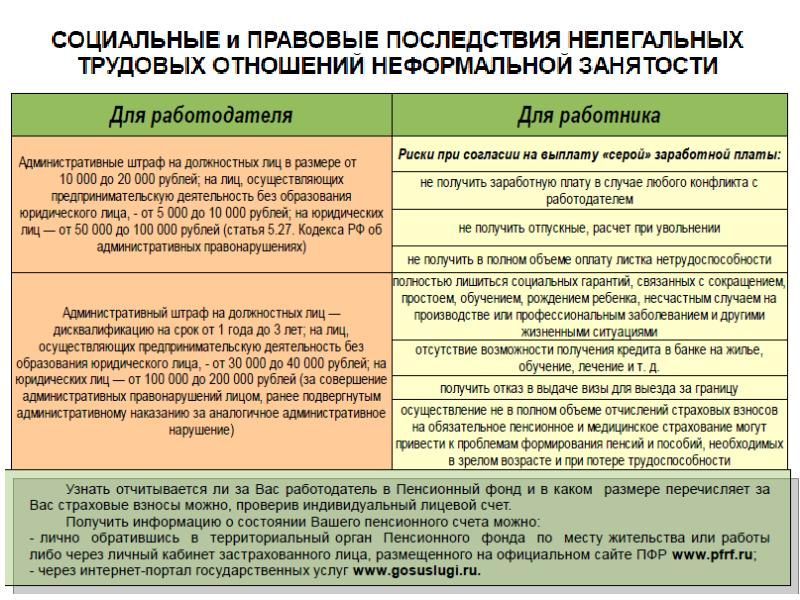 СОЦИАЛЬНЫЕ и ПРАВОВЫЕ ПОСЛЕДСТВИЯ НЕЛЕГАЛЬНЫХ
ТРУДОВЫХ ОТНОШЕНИЙ НЕФОРМАЛЬНОЙ ЗАНЯТОСТИ
Для работодателя
Административные штраф на должностных лиц в размере от
10 000 до 20 000 рублей; на лиц, осуществляющих
предпринимательскую деятельность без образования
юридического лица, - от 5 000 до 10 000 рублей; на юридических
лиц — от 50 000 до 100 000 рублей (статья 5.27. Кодекса РФ об
административных правонарушениях)
Административный штраф на должностных лиц —
дисквалификацию на срок от 1 года до 3 лет; на лиц,
осуществляющих предпринимательскую деятельность без
образования юридического лица, - от 30 000 до 40 000 рублей; на
юридических лиц — от 100 000 до 200 000 рублей (за совершение
административных правонарушений лицом, ранее подвергнутым
административному наказанию за аналогичное административное
нарушение)
Для работника
Риски при согласии на выплату «серой» заработной платы:
не получить заработную плату в случае любого конфликта с
работодателем
не получить отпускные, расчет при увольнении
не получить в полном объеме оплату листка нетрудоспособности
полностью лишиться социальных гарантий, связанных с сокращением,
простоем, обучением, рождением ребенка, несчастным случаем на
производстве или профессиональным заболеванием и другими
жизненными ситуациями
отсутствие возможности получения кредита в банке на жилье,
обучение, лечение и т. д.
получить отказ в выдаче визы для выезда за границу
осуществление не в полном объеме отчислений страховых взносов
на обязательное пенсионное и медицинское страхование могут
привести к проблемам формирования пенсий и пособий, необходимых
в зрелом возрасте и при потере трудоспособности
Узнать отчитывается ли за Вас работодатель в Пенсионный фонд и в каком размере перечисляет за
Вас страховые взносы можно, проверив индивидуальный лицевой счет.
Получить информацию о состоянии Вашего пенсионного счета можно:
- лично обратившись в территориальный орган Пенсионного фонда по месту жительства или работы
либо через личный кабинет застрахованного лица, размещенного на официальном сайте ПФР www.pfrf.ru;
- через интернет-портал государственных услуг www.gosuslugi.ru.